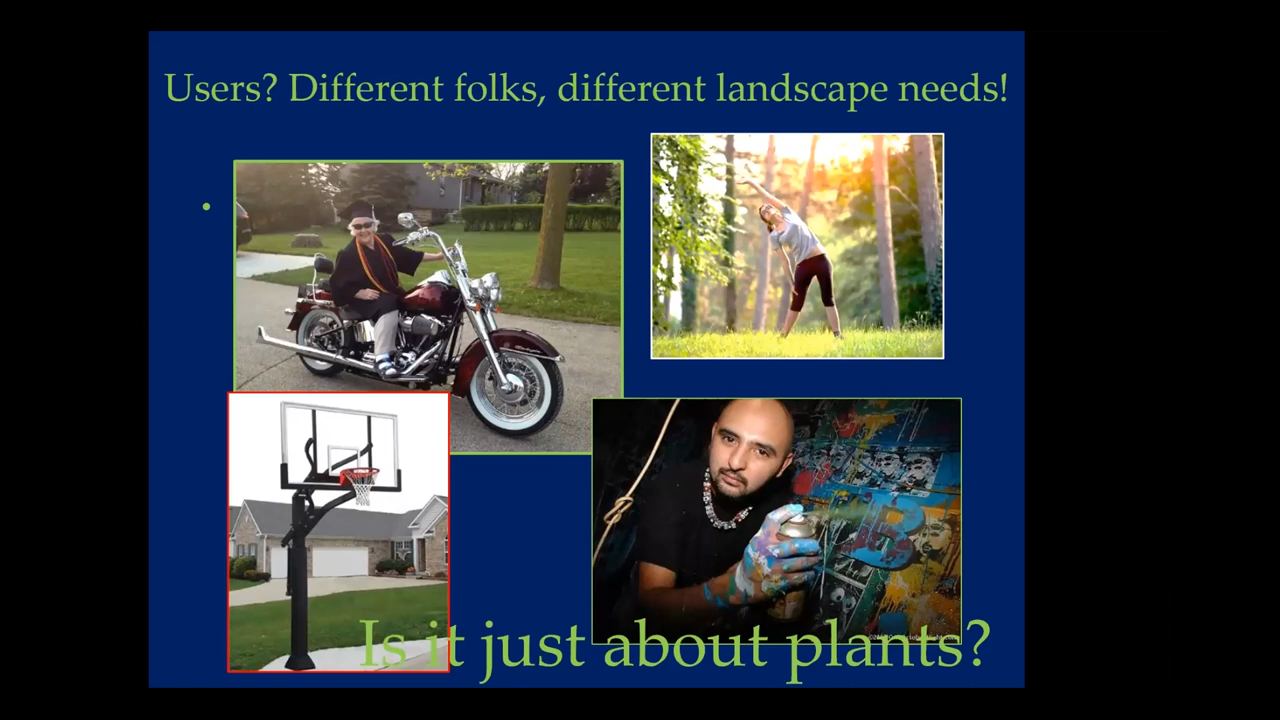 Users? Different folks, different landscape needs!
Is it just about plants?